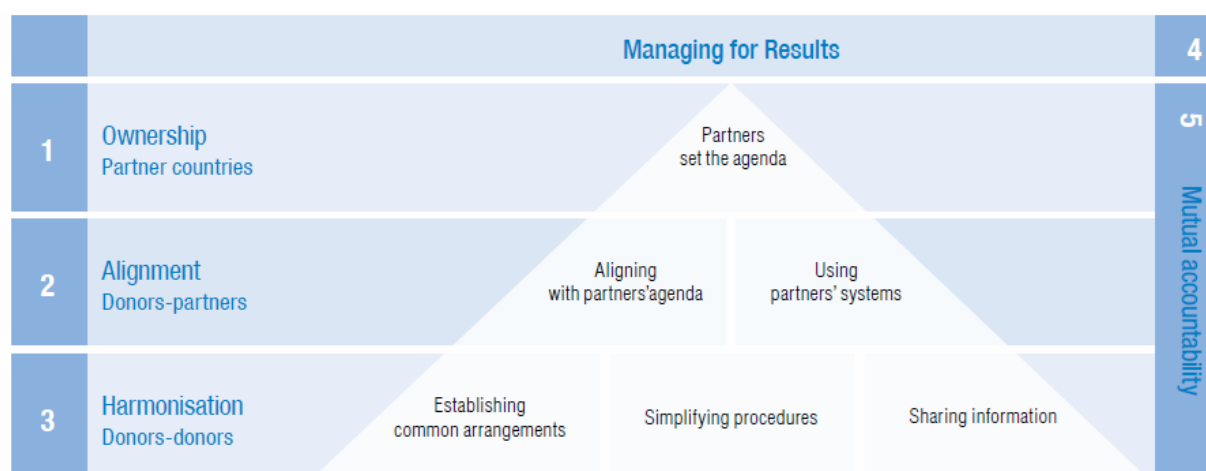 Managing for Results
4
1
Ownership
Partner countries
Partners
set the agenda
2
Alignment
Donors-partners
Aligning
with partners'agenda
Using
partners' systems
3
Harmonisation
Donors-donors
Establishing
common arrangements
Simplifying procedures
Sharing information
5
Mutual accountability